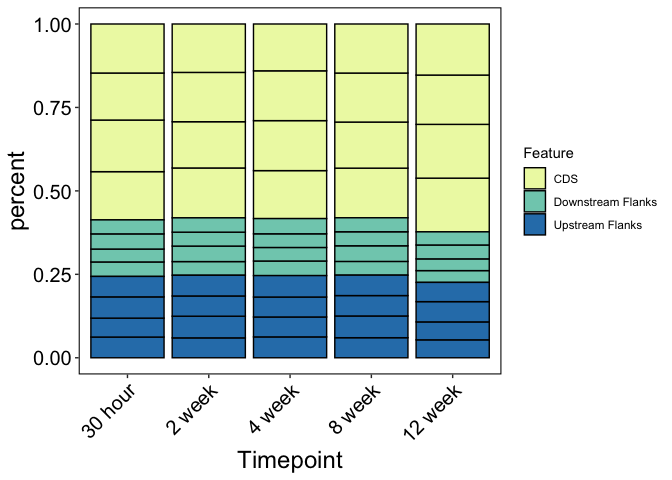 1.00
0.75
0.50
0.25
0.00
percent
30 hour
2 week
4 week
8 week
12 week
Timepoint
Feature
CDS
Downstream Flanks
Upstream Flanks